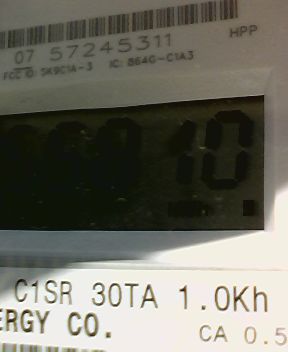 07 57245311
HPP
FCC ID: SK9C1A-3 IC: 864G-C1A3
10
C1SR 30TA 1.0Kh
ERGY CO.
CA 0.5